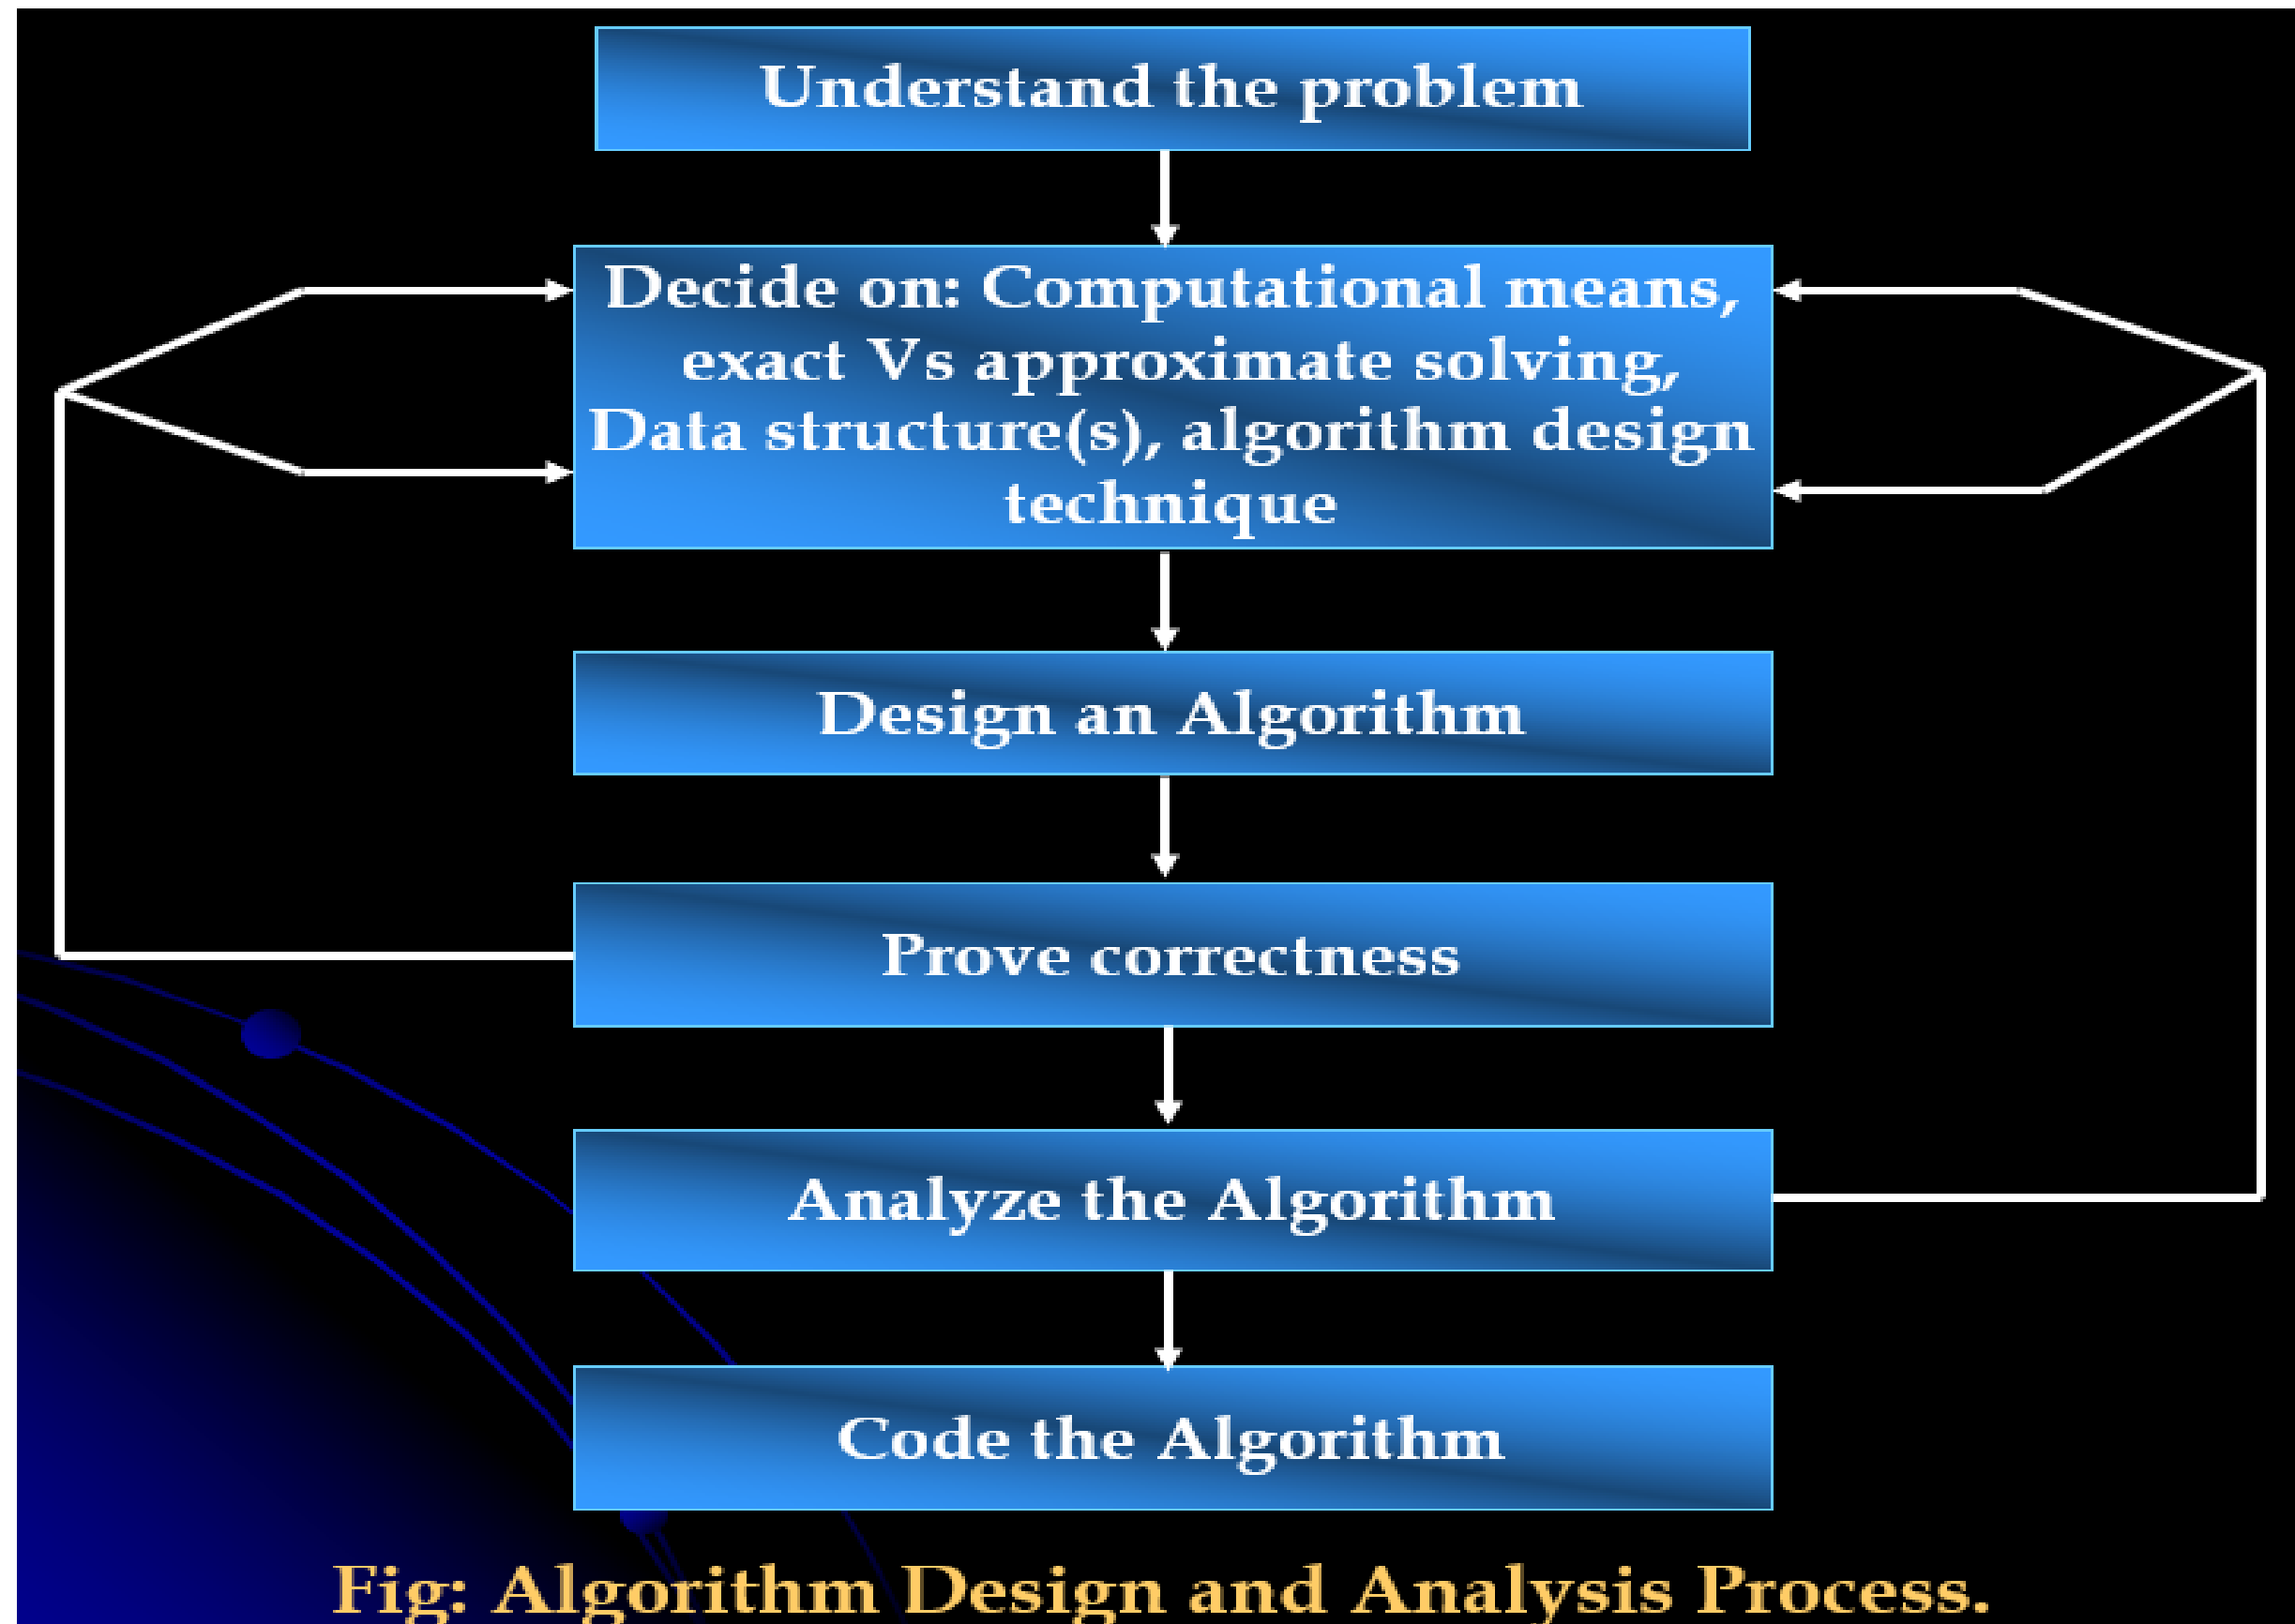 Understand the problem
Decide on: Computational means,
exact Vs approximate solving,
Data structure(s), algorithm design
technique
Design an Algorithm
Prove correctness
Analyze the Algorithm
Code the Algorithm
Fig: Algorithm Design and Analysis Process.